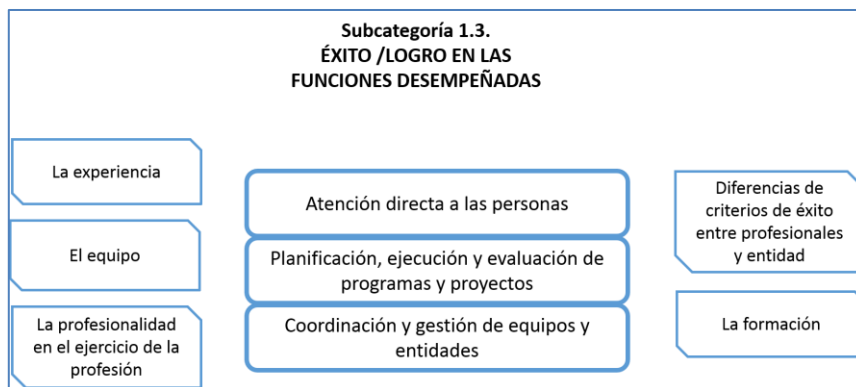 Subcategoría 1.3.
ÉXITO /LOGRO EN LAS
FUNCIONES DESEMPEÑADAS
La experiencia
El equipo
La profesionalidad
en el ejercicio de la
profesión
Atención directa a las personas
Planificación, ejecución y evaluación de
programas y proyectos
Coordinación y gestión de equipos y
entidades
Diferencias de
criterios de éxito
entre profesionales
y entidad
La formación